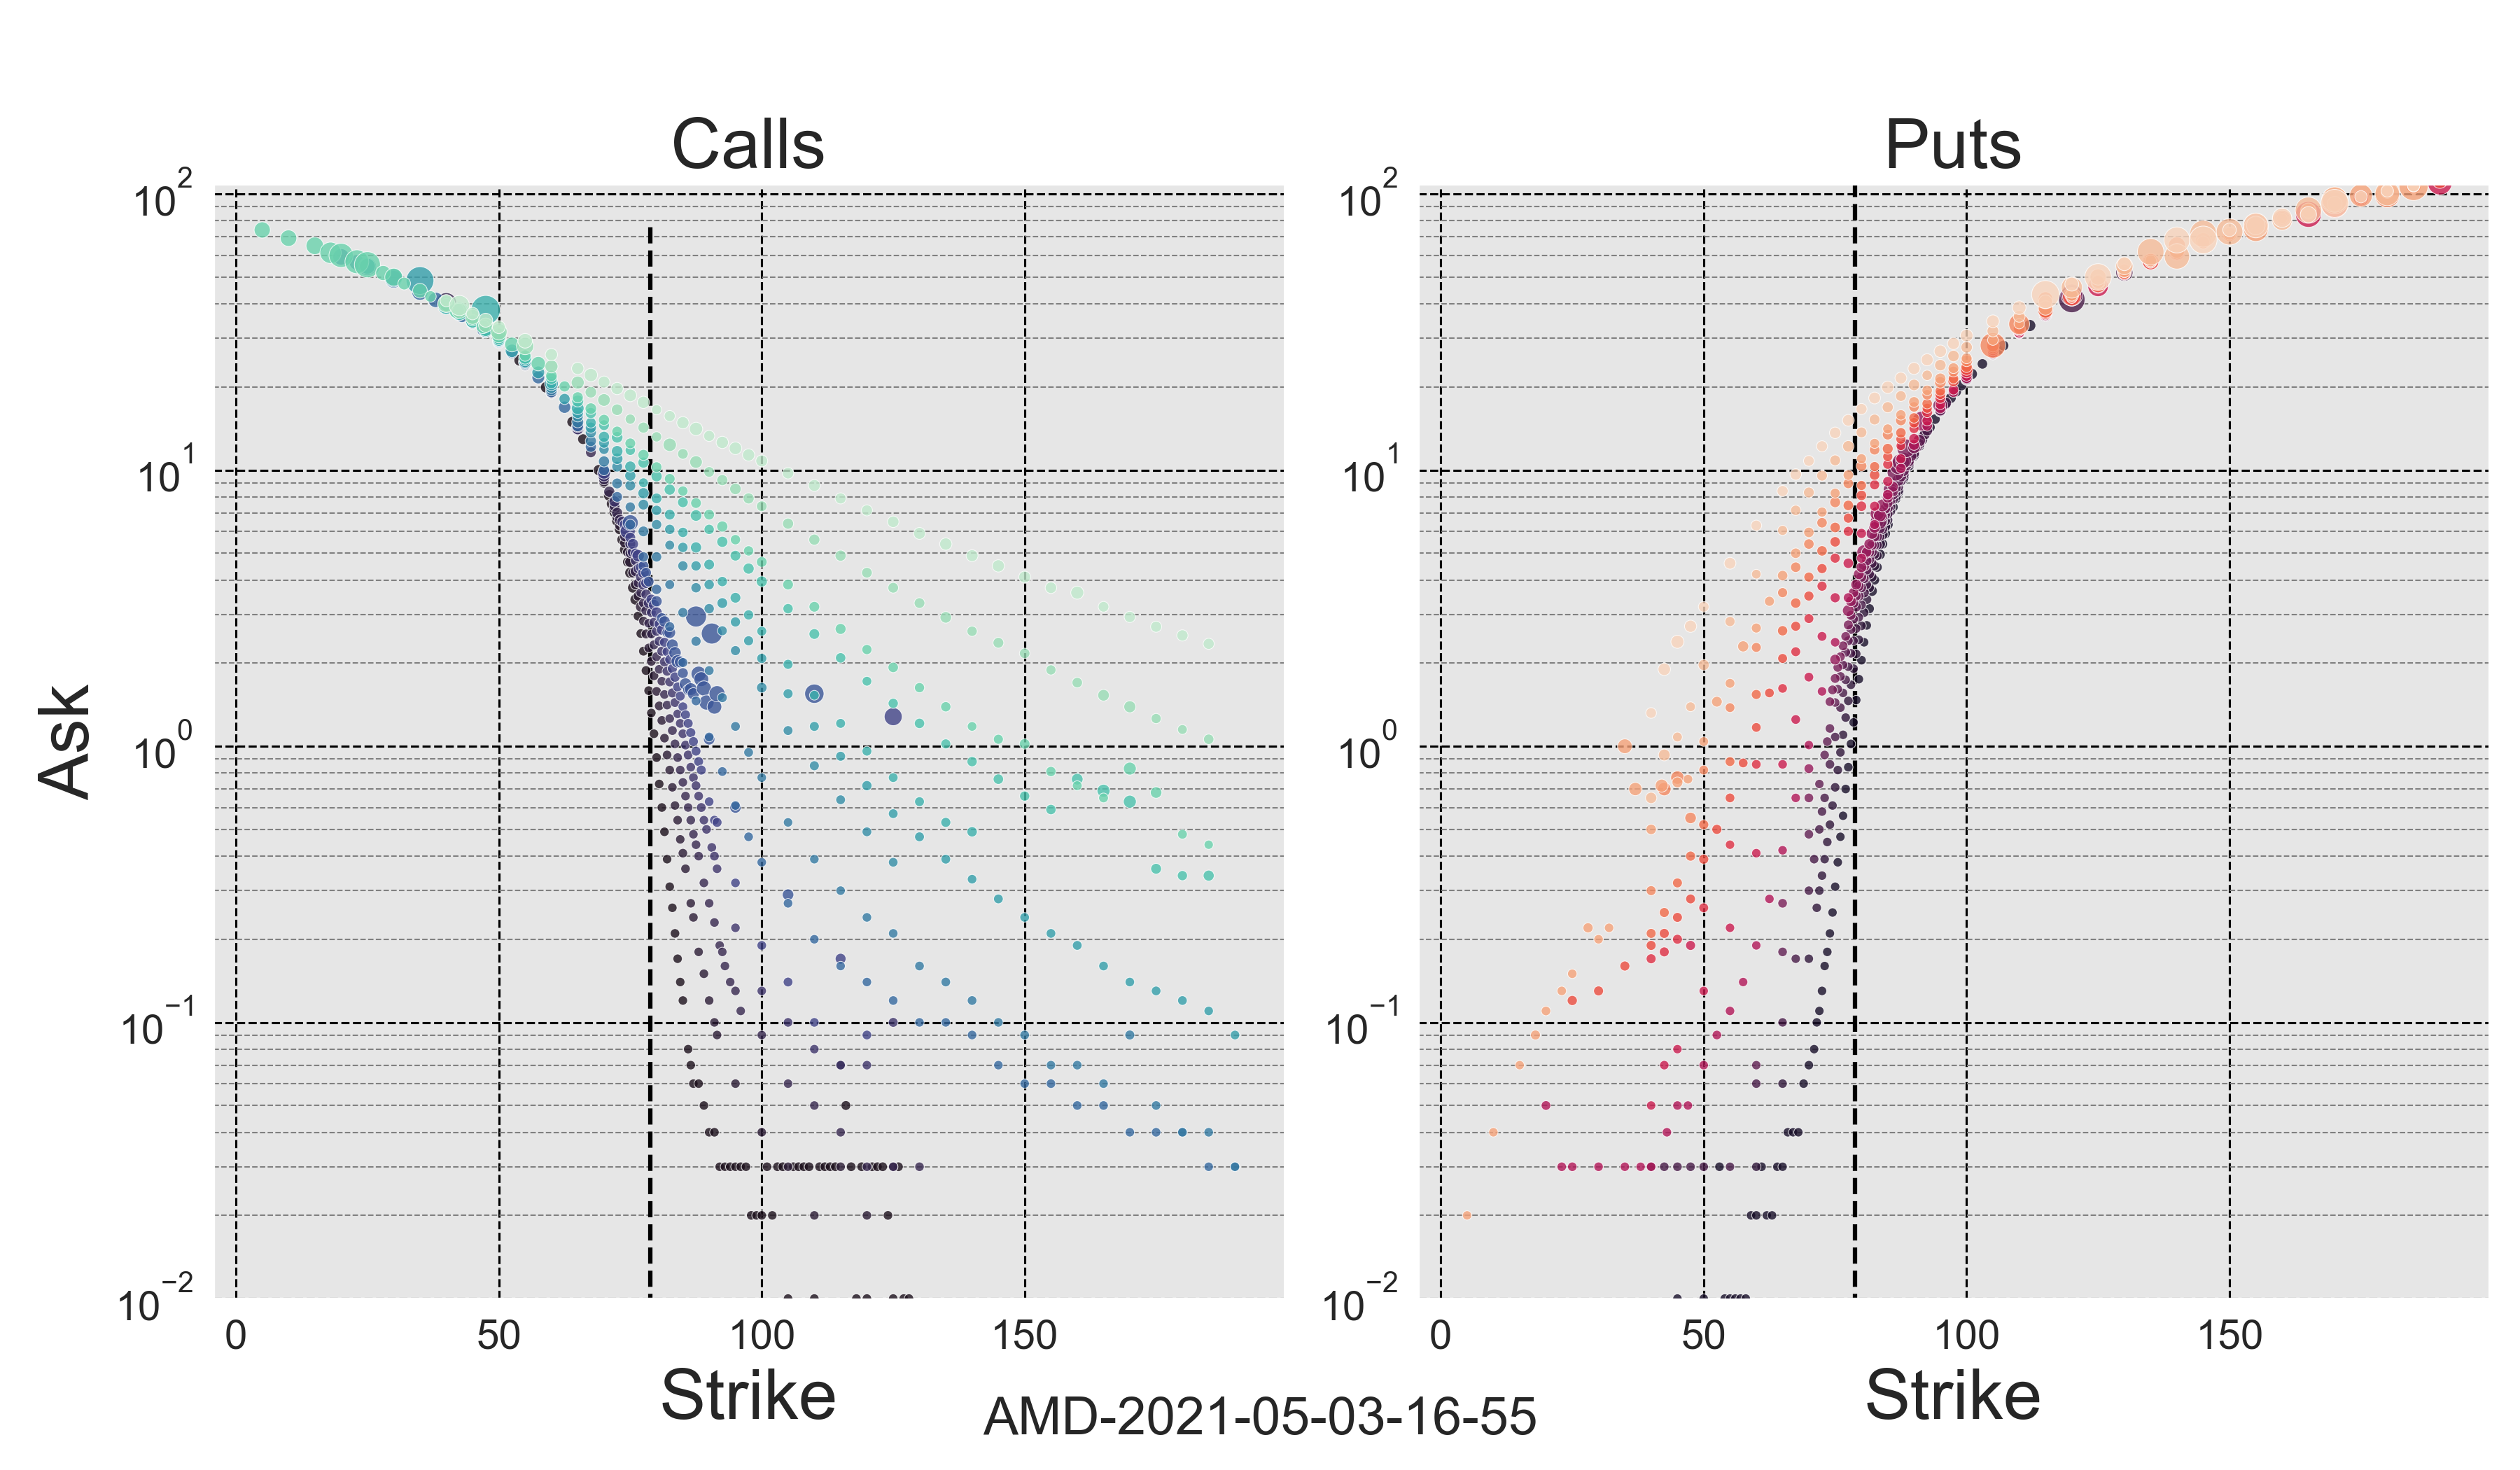 Calls Puts
10^2 10^2
10^1 10^1
10^0 10^0
10^−1 10^−1
10^−2 10^−2
Ask
0 50 100 150 0 50 100 150
Strike Strike
AMD-2021-05-03-16-55